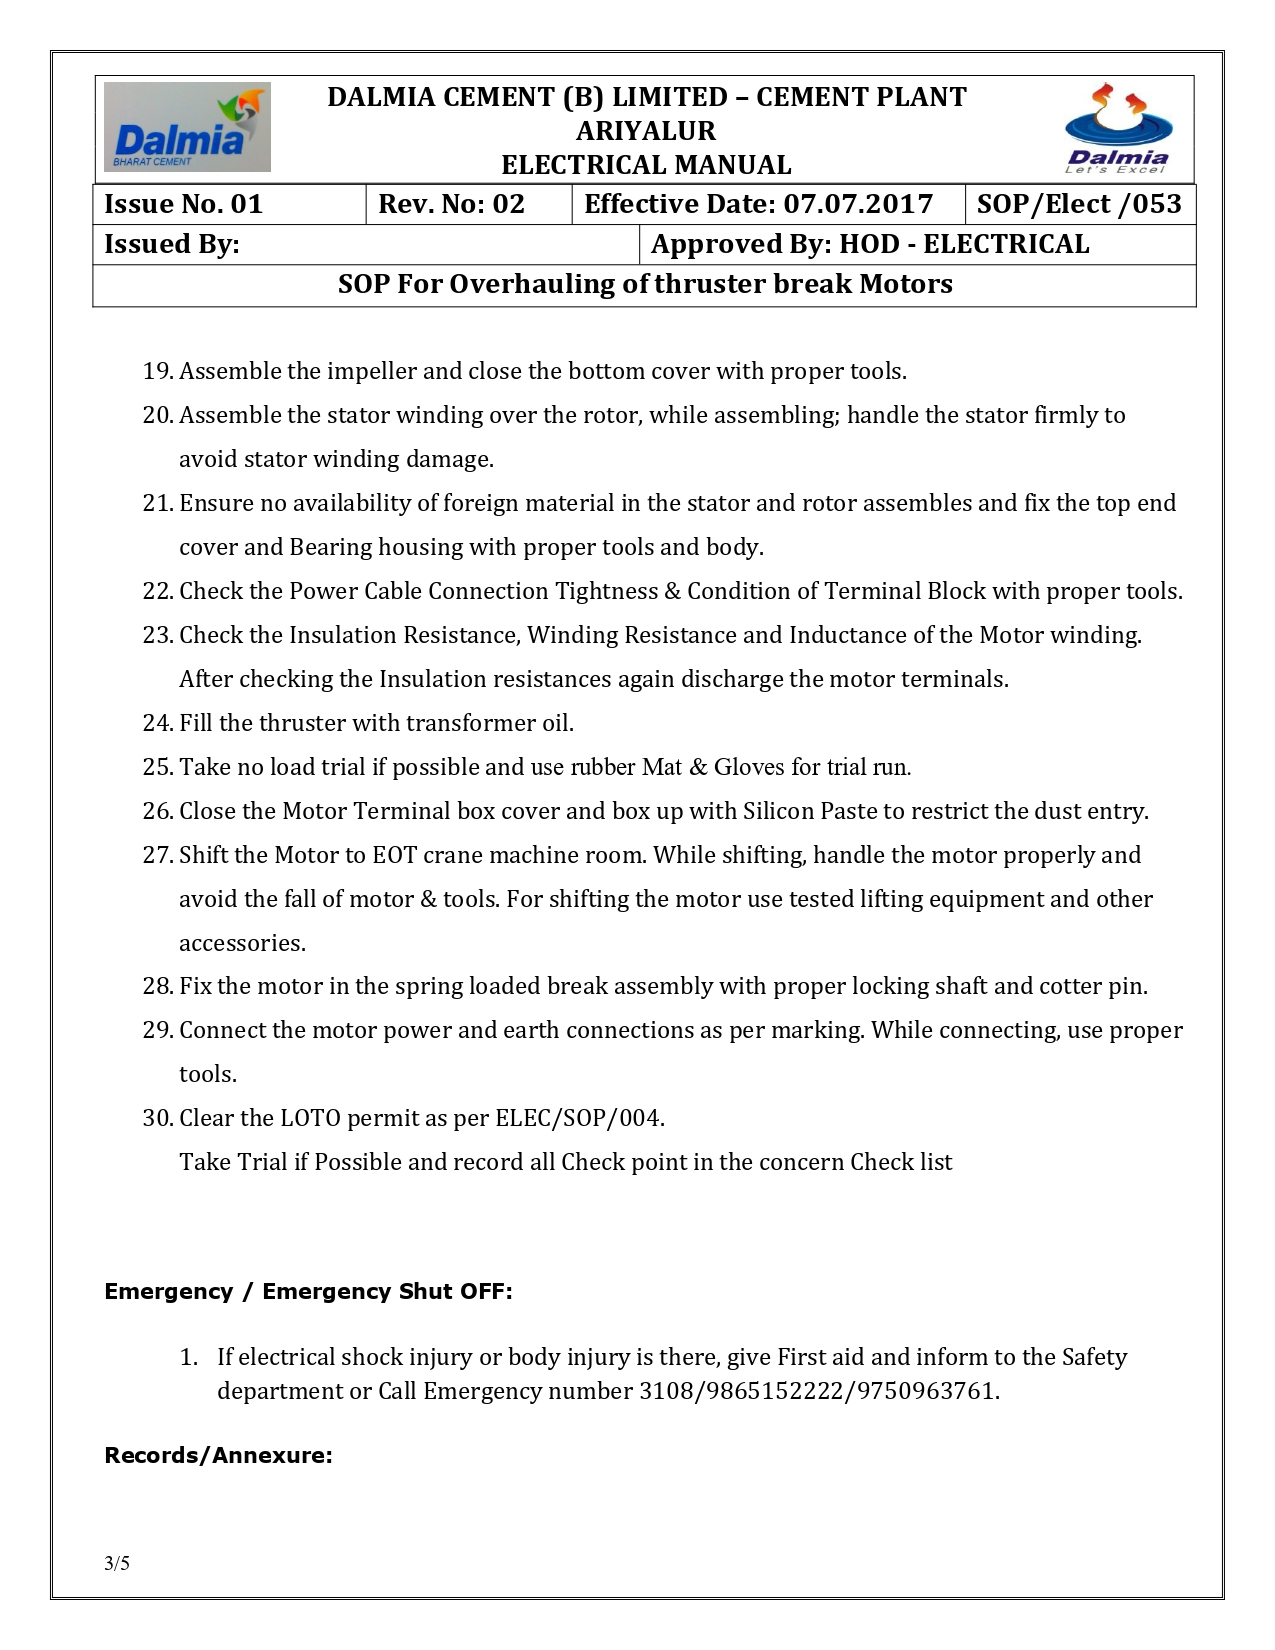 Dalmia
BHARAT CEMENT
DALMIA CEMENT (B) LIMITED – CEMENT PLANT
ARIYALUR
ELECTRICAL MANUAL
Dalmia
Let's Excel
Issue No. 01 Rev. No: 02 Effective Date: 07.07.2017 SOP/Elect /053
Issued By: Approved By: HOD - ELECTRICAL
SOP For Overhauling of thruster break Motors
19. Assemble the impeller and close the bottom cover with proper tools.
20. Assemble the stator winding over the rotor, while assembling; handle the stator firmly to
avoid stator winding damage.
21. Ensure no availability of foreign material in the stator and rotor assembles and fix the top end
cover and Bearing housing with proper tools and body.
22. Check the Power Cable Connection Tightness & Condition of Terminal Block with proper tools.
23. Check the Insulation Resistance, Winding Resistance and Inductance of the Motor winding.
After checking the Insulation resistances again discharge the motor terminals.
24. Fill the thruster with transformer oil.
25. Take no load trial if possible and use rubber Mat & Gloves for trial run.
26. Close the Motor Terminal box cover and box up with Silicon Paste to restrict the dust entry.
27. Shift the Motor to EOT crane machine room. While shifting, handle the motor properly and
avoid the fall of motor & tools. For shifting the motor use tested lifting equipment and other
accessories.
28. Fix the motor in the spring loaded break assembly with proper locking shaft and cotter pin.
29. Connect the motor power and earth connections as per marking. While connecting, use proper
tools.
30. Clear the LOTO permit as per ELEC/SOP/004.
Take Trial if Possible and record all Check point in the concern Check list
Emergency / Emergency Shut OFF:
1. If electrical shock injury or body injury is there, give First aid and inform to the Safety
department or Call Emergency number 3108/9865152222/9750963761.
Records/Annexure:
3/5